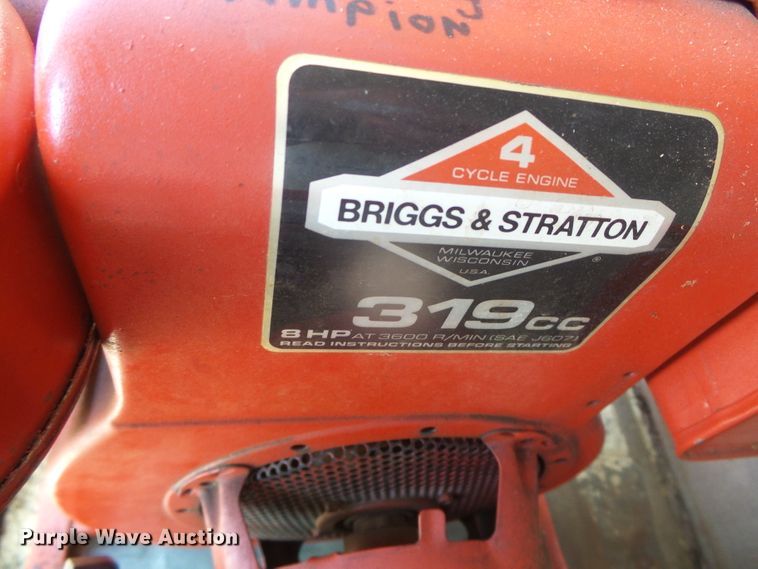 4
CYCLE ENGINE
BRIGGS & STRATTON
MILWAUKEE
WISCONSIN
U.S.A.
®
319cc
8 HP AT 3600 R/MIN (SAE J607)
READ INSTRUCTIONS BEFORE STARTING
Purple Wave Auction